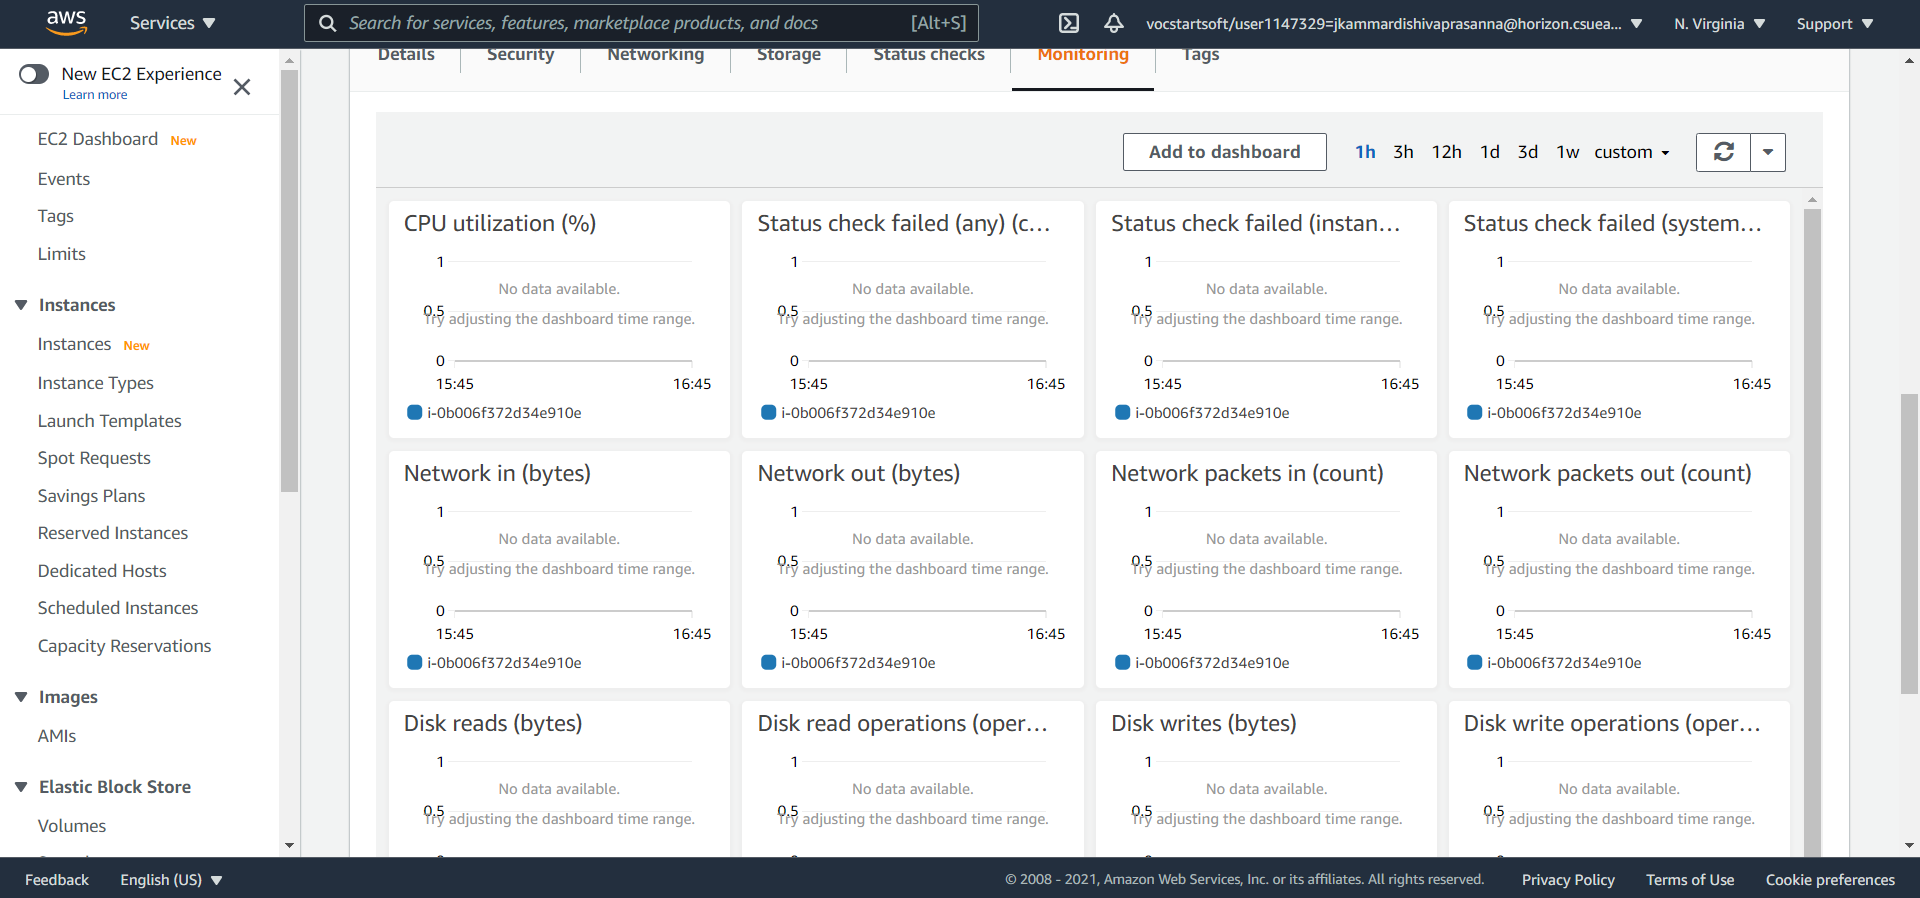 aws Services Search for services, features, marketplace products, and docs [Alt+S] vocstartsoft/user1147329=jkammardishivaprasanna@horizon.csuea... N. Virginia Support
New EC2 Experience
Learn more
EC2 Dashboard New
Events
Tags
Limits
Instances
Instances New
Instance Types
Launch Templates
Spot Requests
Savings Plans
Reserved Instances
Dedicated Hosts
Scheduled Instances
Capacity Reservations
Images
AMIs
Elastic Block Store
Volumes
Details Security Networking Storage Status checks Monitoring Tags
Add to dashboard 1h 3h 12h 1d 3d 1w custom
CPU utilization (%)
1
No data available.
0.5
Try adjusting the dashboard time range.
0
15:45 16:45
i-0b006f372d34e910e
Status check failed (any) (c...
1
No data available.
0.5
Try adjusting the dashboard time range.
0
15:45 16:45
i-0b006f372d34e910e
Status check failed (instan...
1
No data available.
0.5
Try adjusting the dashboard time range.
0
15:45 16:45
i-0b006f372d34e910e
Status check failed (system...
1
No data available.
0.5
Try adjusting the dashboard time range.
0
15:45 16:45
i-0b006f372d34e910e
Network in (bytes)
1
No data available.
0.5
Try adjusting the dashboard time range.
0
15:45 16:45
i-0b006f372d34e910e
Network out (bytes)
1
No data available.
0.5
Try adjusting the dashboard time range.
0
15:45 16:45
i-0b006f372d34e910e
Network packets in (count)
1
No data available.
0.5
Try adjusting the dashboard time range.
0
15:45 16:45
i-0b006f372d34e910e
Network packets out (count)
1
No data available.
0.5
Try adjusting the dashboard time range.
0
15:45 16:45
i-0b006f372d34e910e
Disk reads (bytes)
1
No data available.
0.5
Try adjusting the dashboard time range.
Disk read operations (oper...
1
No data available.
0.5
Try adjusting the dashboard time range.
Disk writes (bytes)
1
No data available.
0.5
Try adjusting the dashboard time range.
Disk write operations (oper...
1
No data available.
0.5
Try adjusting the dashboard time range.
Feedback English (US) © 2008 - 2021, Amazon Web Services, Inc. or its affiliates. All rights reserved. Privacy Policy Terms of Use Cookie preferences